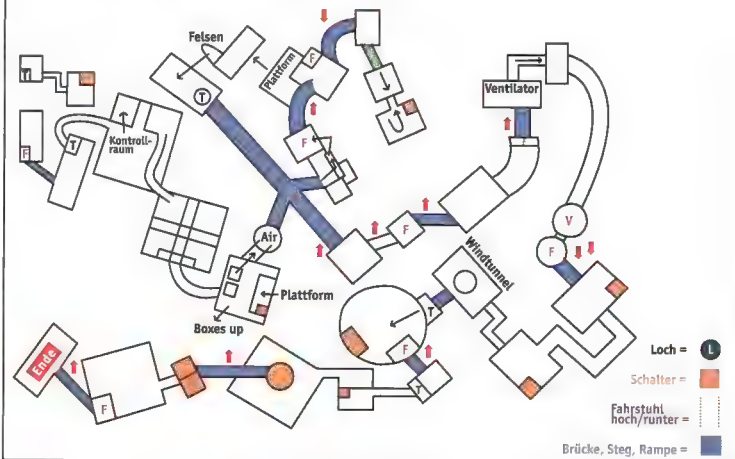 Felsen
Plattform
F
T
T
Ventilator
Kontroll-
raum
T
F
F
F
V
F
Air
Windtunnel
Plattform
Boxes up
T
F
T
Ende
F
Loch = L
Schalter =
Fahrstuhl
hoch/runter =
Brücke, Steg, Rampe =